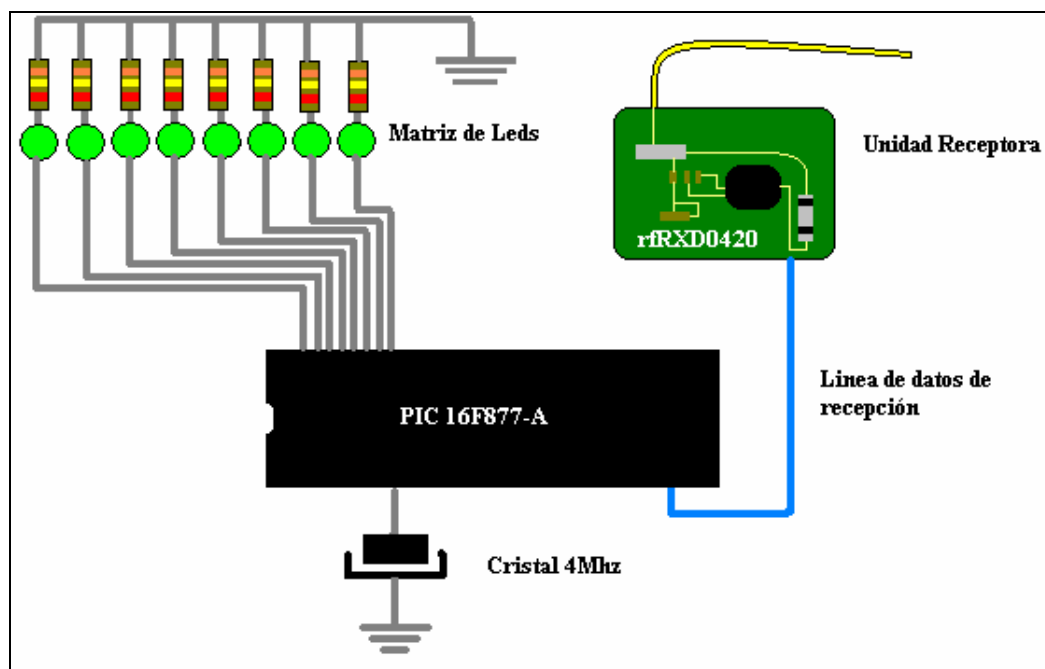 Matriz de Leds
Unidad Receptora
rfRXD0420
Linea de datos de
recepción
PIC 16F877-A
Cristal 4Mhz